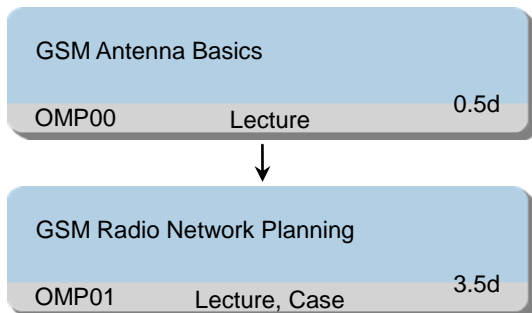 GSM Antenna Basics
0.5d
OMP00 Lecture
GSM Radio Network Planning
3.5d
OMP01 Lecture, Case